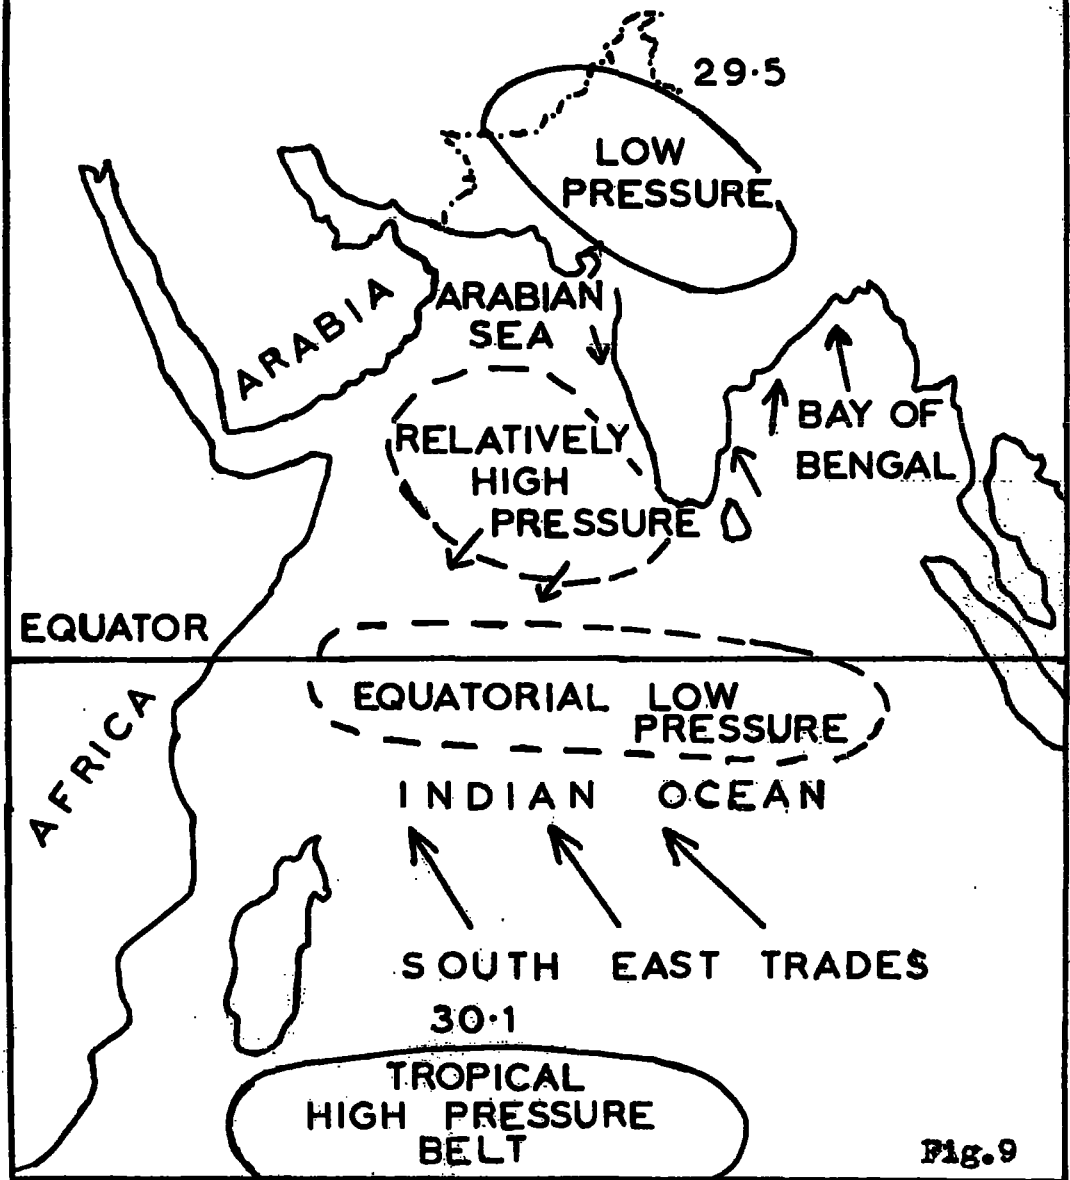 29·5
LOW
PRESSURE
ARABIA
ARABIAN
SEA
RELATIVELY
HIGH
PRESSURE
BAY OF
BENGAL
EQUATOR
EQUATORIAL LOW
PRESSURE
AFRICA
INDIAN OCEAN
SOUTH EAST TRADES
30·1
TROPICAL
HIGH PRESSURE
BELT
Fig.9